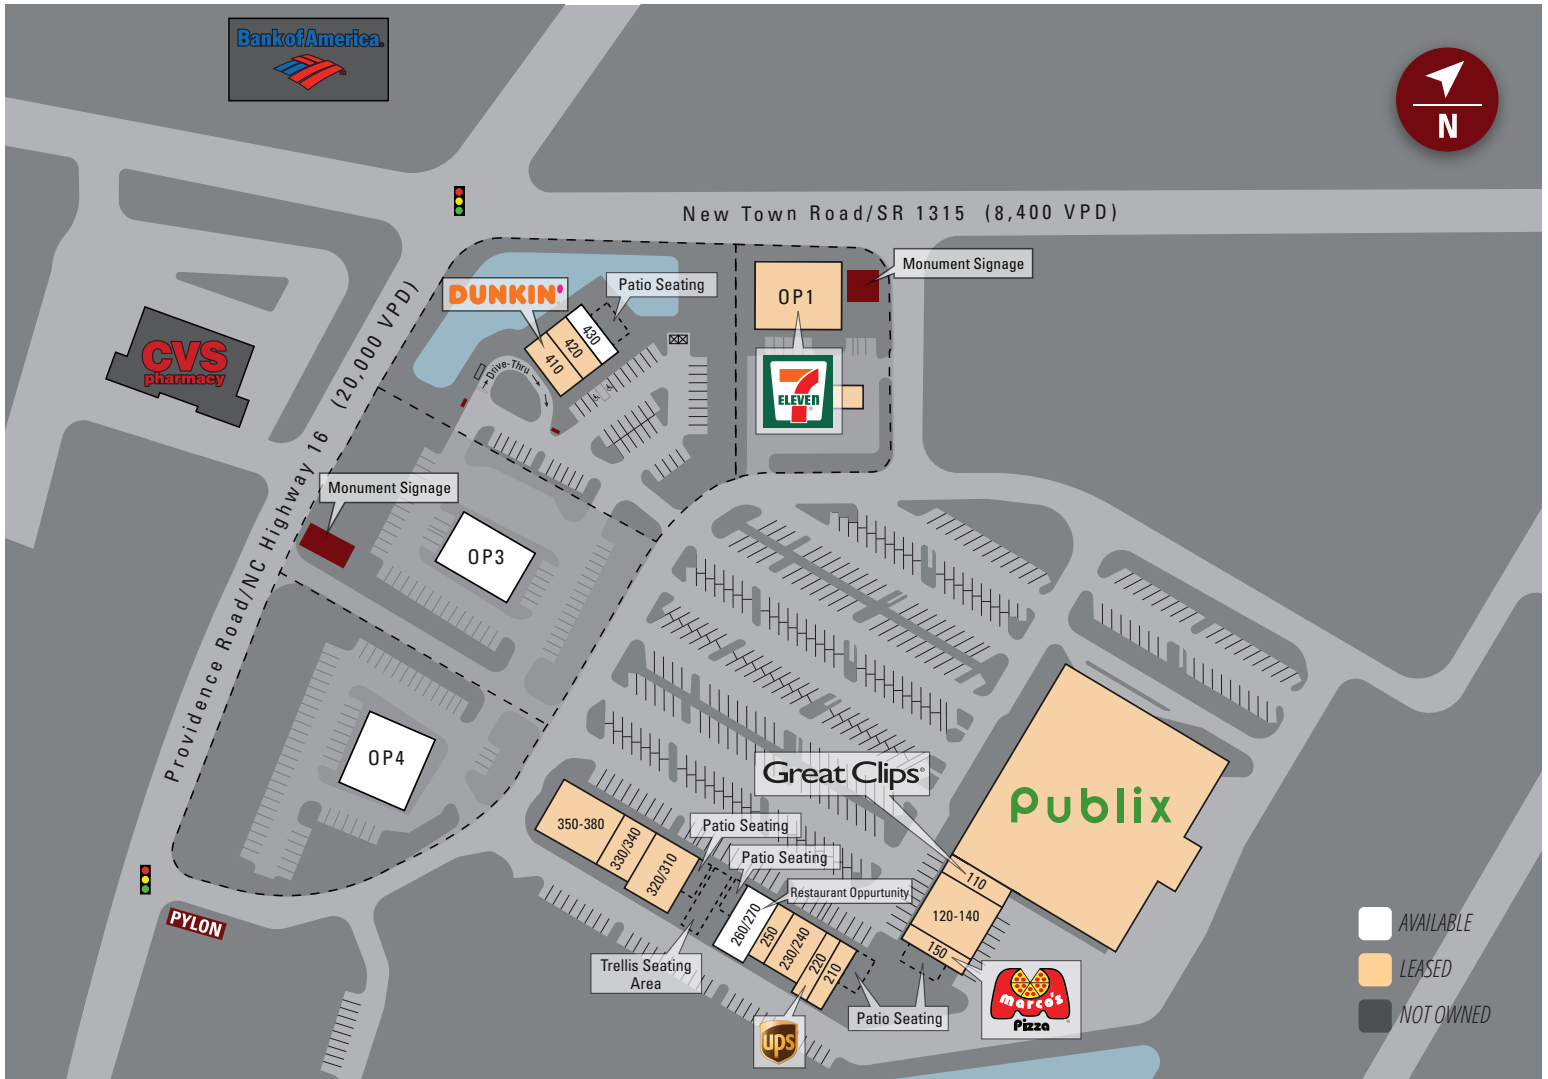 Bank of America
N
New Town Road/SR 1315 (8,400 VPD)
Monument Signage
Patio Seating
DUNKIN'
OP1
430
420
410
Drive-Thru
7
ELEVEN
CVS
pharmacy
Providence Road/NC Highway 16 (20,000 VPD)
Monument Signage
OP3
OP4
Great Clips
Publix
350-380
330/340
320/310
Patio Seating
Patio Seating
Restaurant Oppurtunity
260/270
250
230/240
220
210
110
120-140
150
PYLON
Trellis Seating
Area
Patio Seating
ups
marco's
Pizza
AVAILABLE
LEASED
NOT OWNED